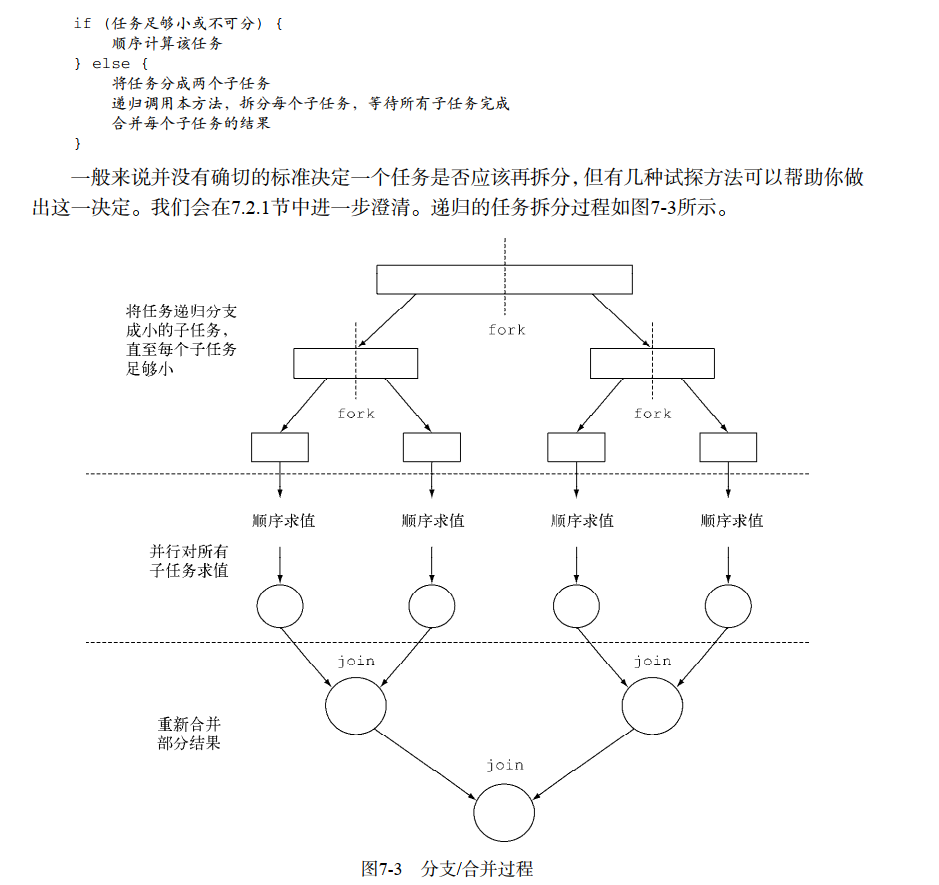 if (任务足够小或不可分) {
顺序计算该任务
} else {
将任务分成两个子任务
递归调用本方法，拆分每个子任务，等待所有子任务完成
合并每个子任务的结果
}
一般来说并没有确切的标准决定一个任务是否应该再拆分，但有几种试探方法可以帮助你做
出这一决定。我们会在7.2.1节中进一步澄清。递归的任务拆分过程如图7-3所示。
将任务递归分支
成小的子任务，
直至每个子任务
足够小
fork
fork
fork
顺序求值
顺序求值
顺序求值
顺序求值
并行对所有
子任务求值
join
join
重新合并
部分结果
join
图7-3 分支/合并过程